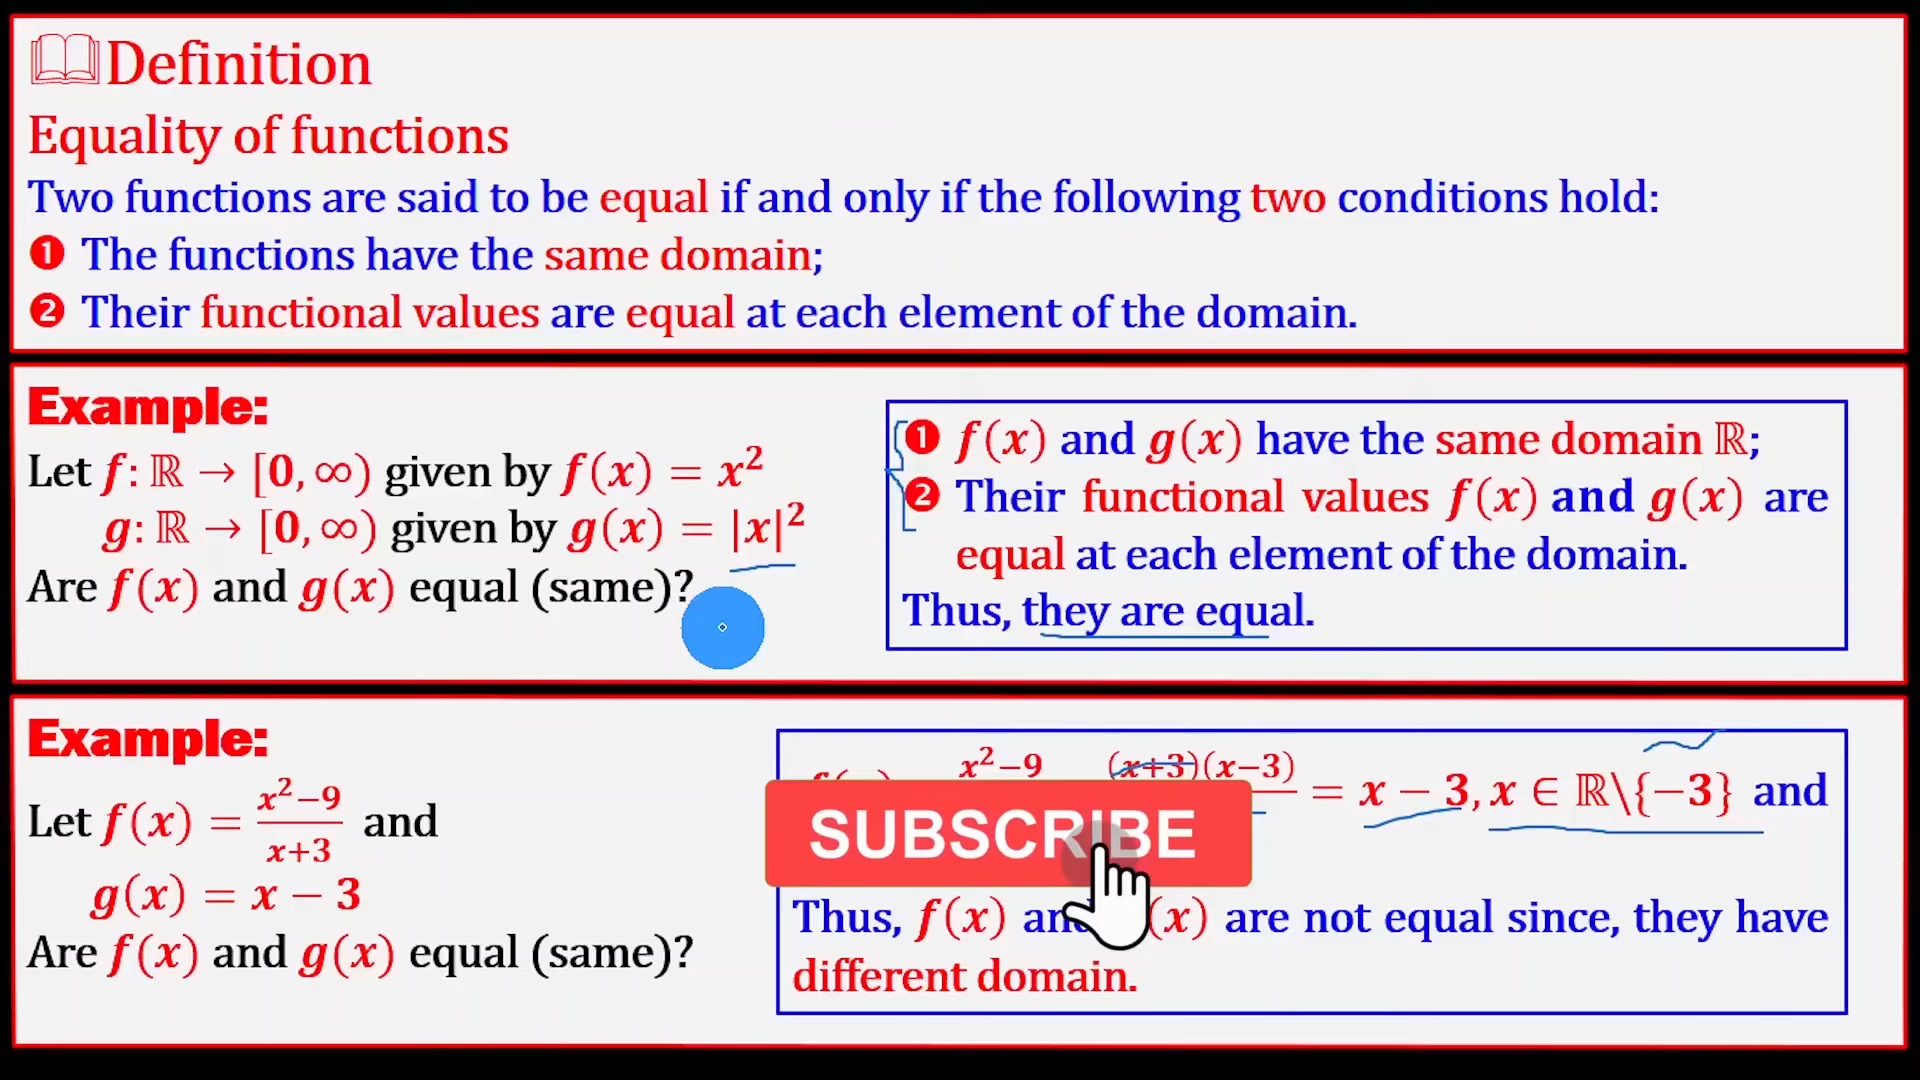 Definition
Equality of functions
Two functions are said to be equal if and only if the following two conditions hold:
❶ The functions have the same domain;
❷ Their functional values are equal at each element of the domain.
Example:
Let f: ℝ → [0, ∞) given by f(x) = x²
g: ℝ → [0, ∞) given by g(x) = |x|²
Are f(x) and g(x) equal (same)?
❶ f(x) and g(x) have the same domain ℝ;
❷ Their functional values f(x) and g(x) are
equal at each element of the domain.
Thus, they are equal.
Example:
Let f(x) = x²−9 / x+3 and
g(x) = x − 3
Are f(x) and g(x) equal (same)?
x²−9 (x+3)(x−3) = x − 3, x ∈ ℝ\{−3} and
SUBSCRIBE
Thus, f(x) and (x) are not equal since, they have
different domain.